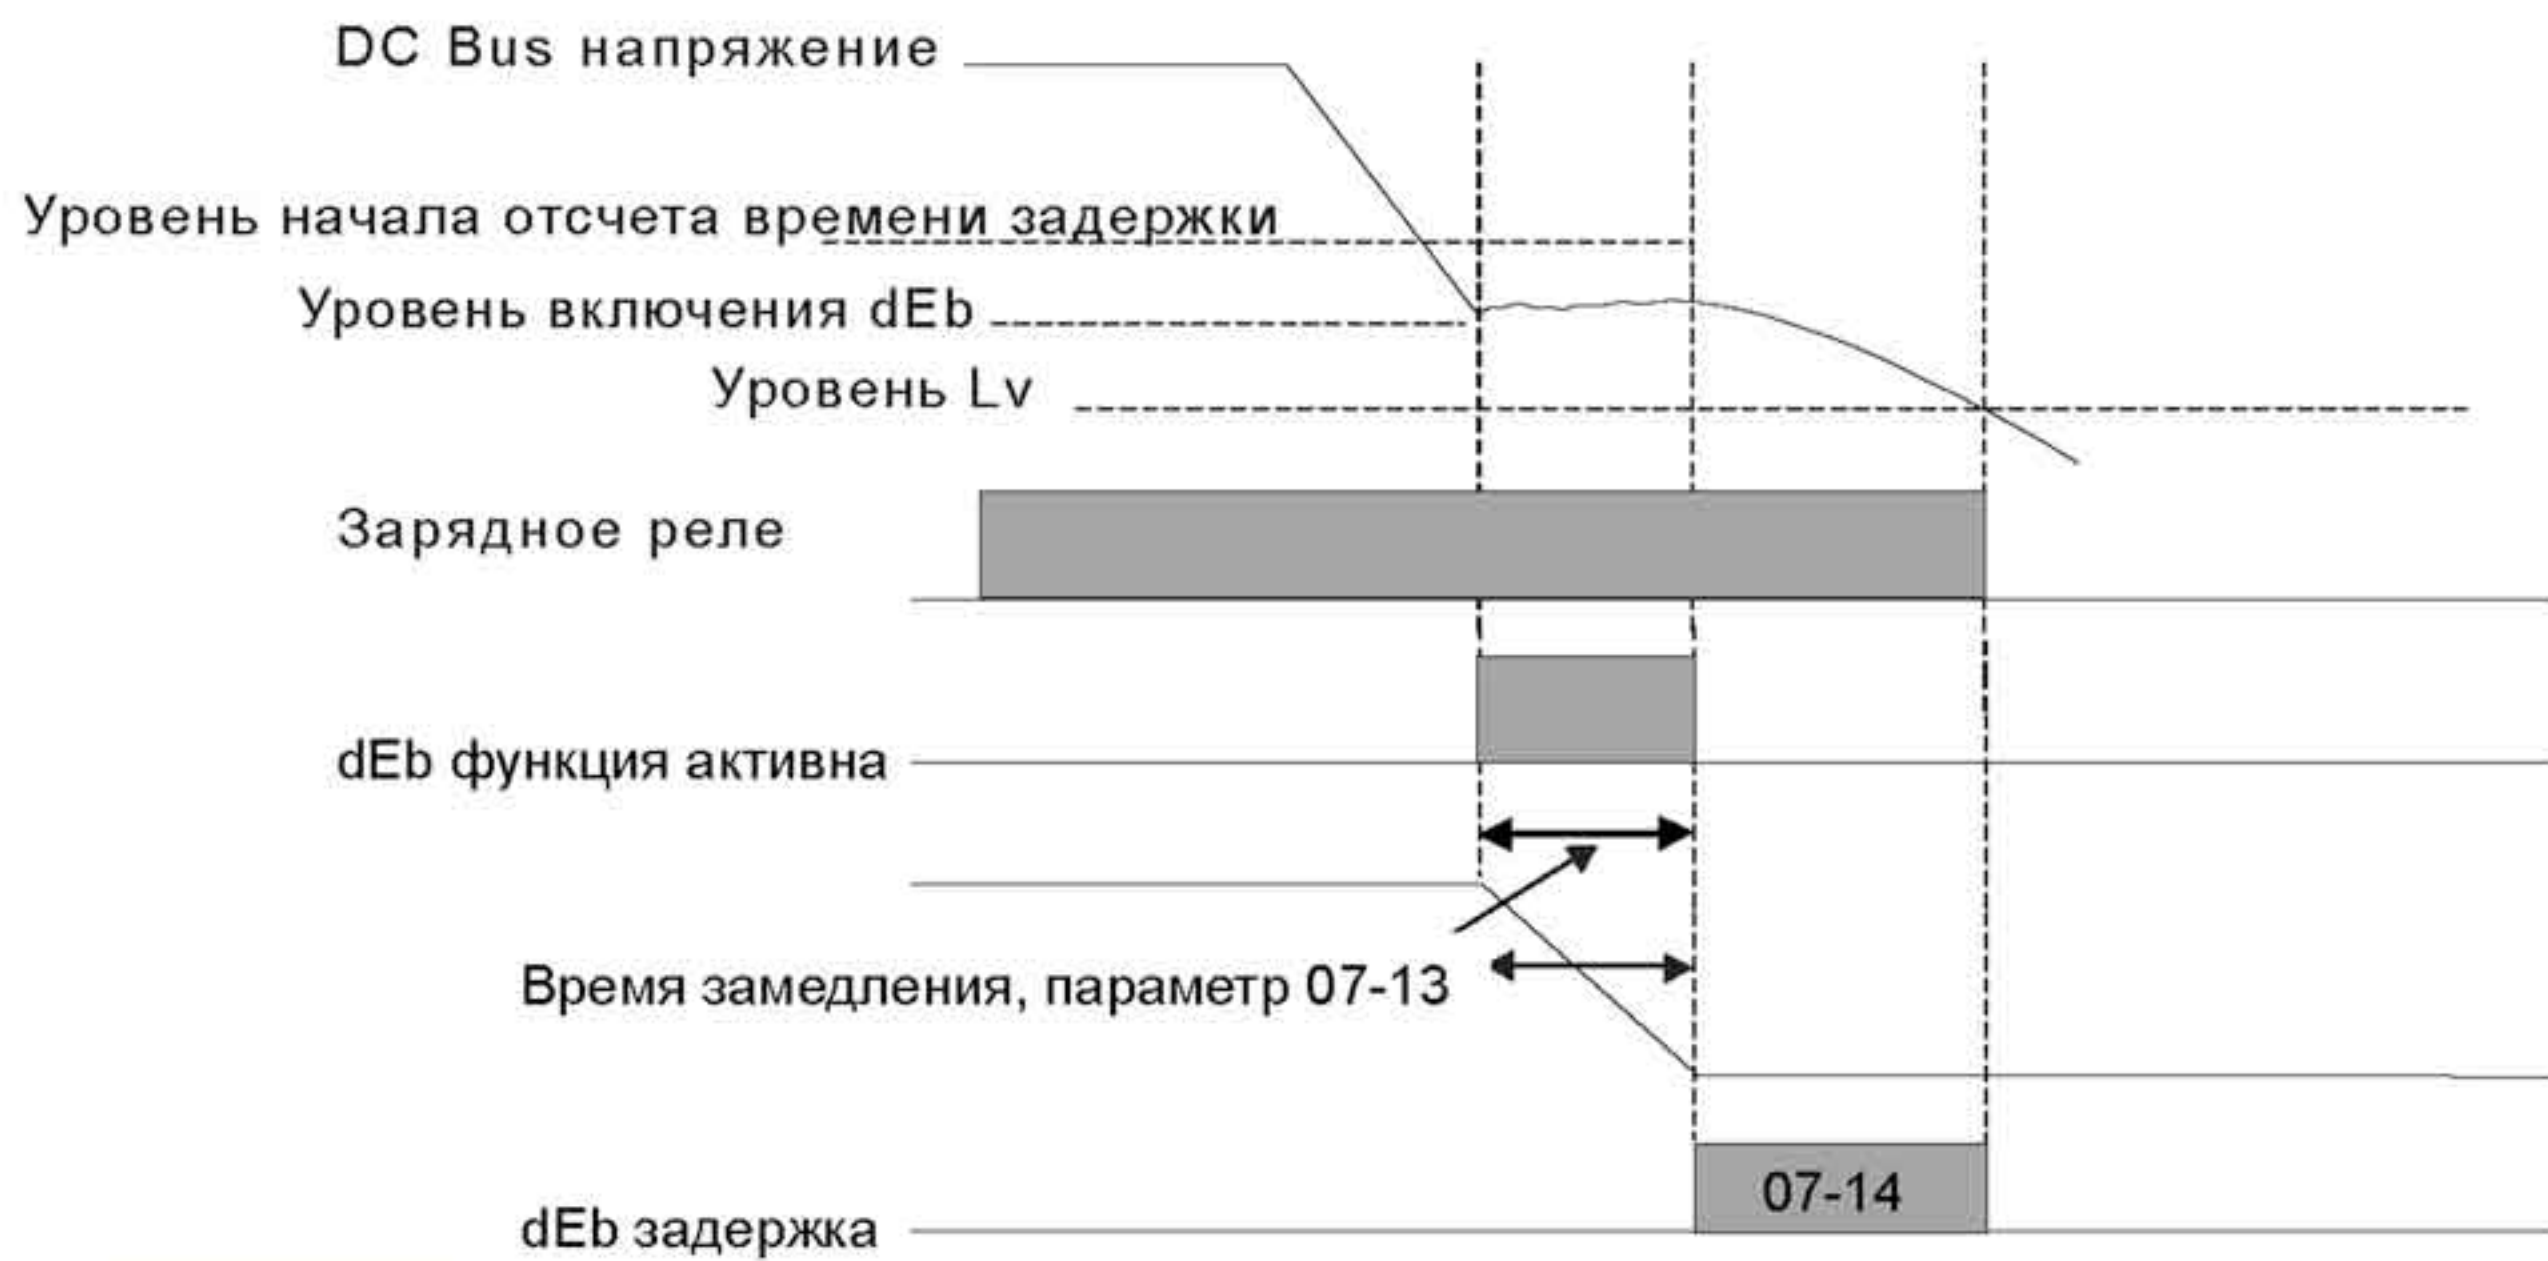 DC Bus напряжение
Уровень начала отсчета времени задержки
Уровень включения dEb
Уровень Lv
Зарядное реле
dEb функция активна
Время замедления, параметр 07-13
07-14
dEb задержка